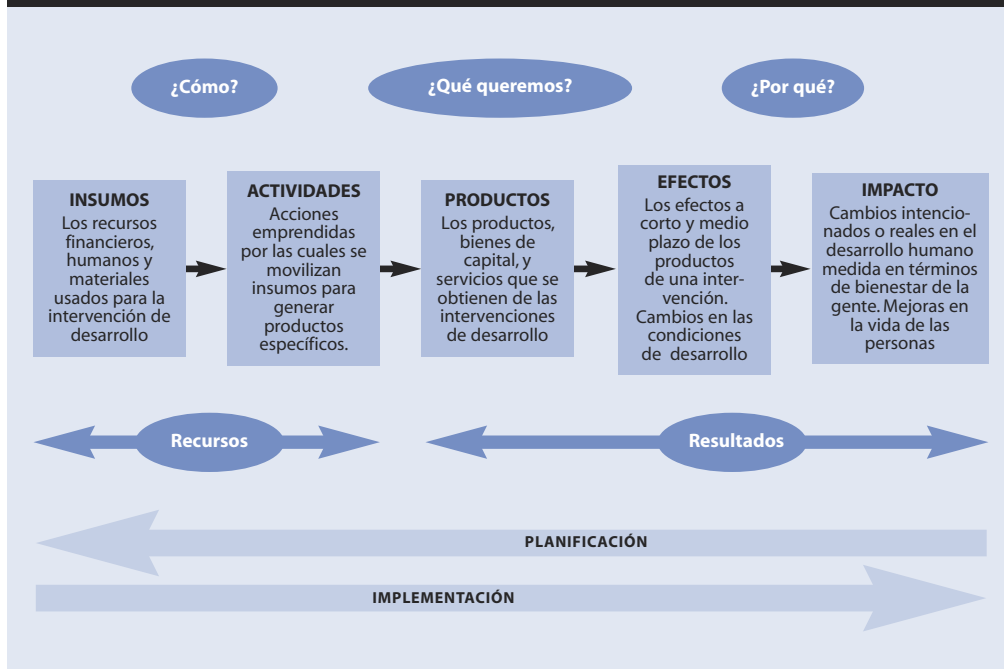 ¿Cómo?
¿Qué queremos?
¿Por qué?
INSUMOS
Los recursos
financieros,
humanos y
materiales
usados para la
intervención de
desarrollo
ACTIVIDADES
Acciones
emprendidas
por las cuales se
movilizan
insumos para
generar
productos
específicos.
PRODUCTOS
Los productos,
bienes de
capital, y
servicios que se
obtienen de las
intervenciones
de desarrollo
EFECTOS
Los efectos a
corto y medio
plazo de los
productos
de una inter-
vención.
Cambios en las
condiciones
de desarrollo
IMPACTO
Cambios intencio-
nados o reales en el
desarrollo humano
medida en términos
de bienestar de la
gente. Mejoras en
la vida de las
personas
Recursos
Resultados
PLANIFICACIÓN
IMPLEMENTACIÓN